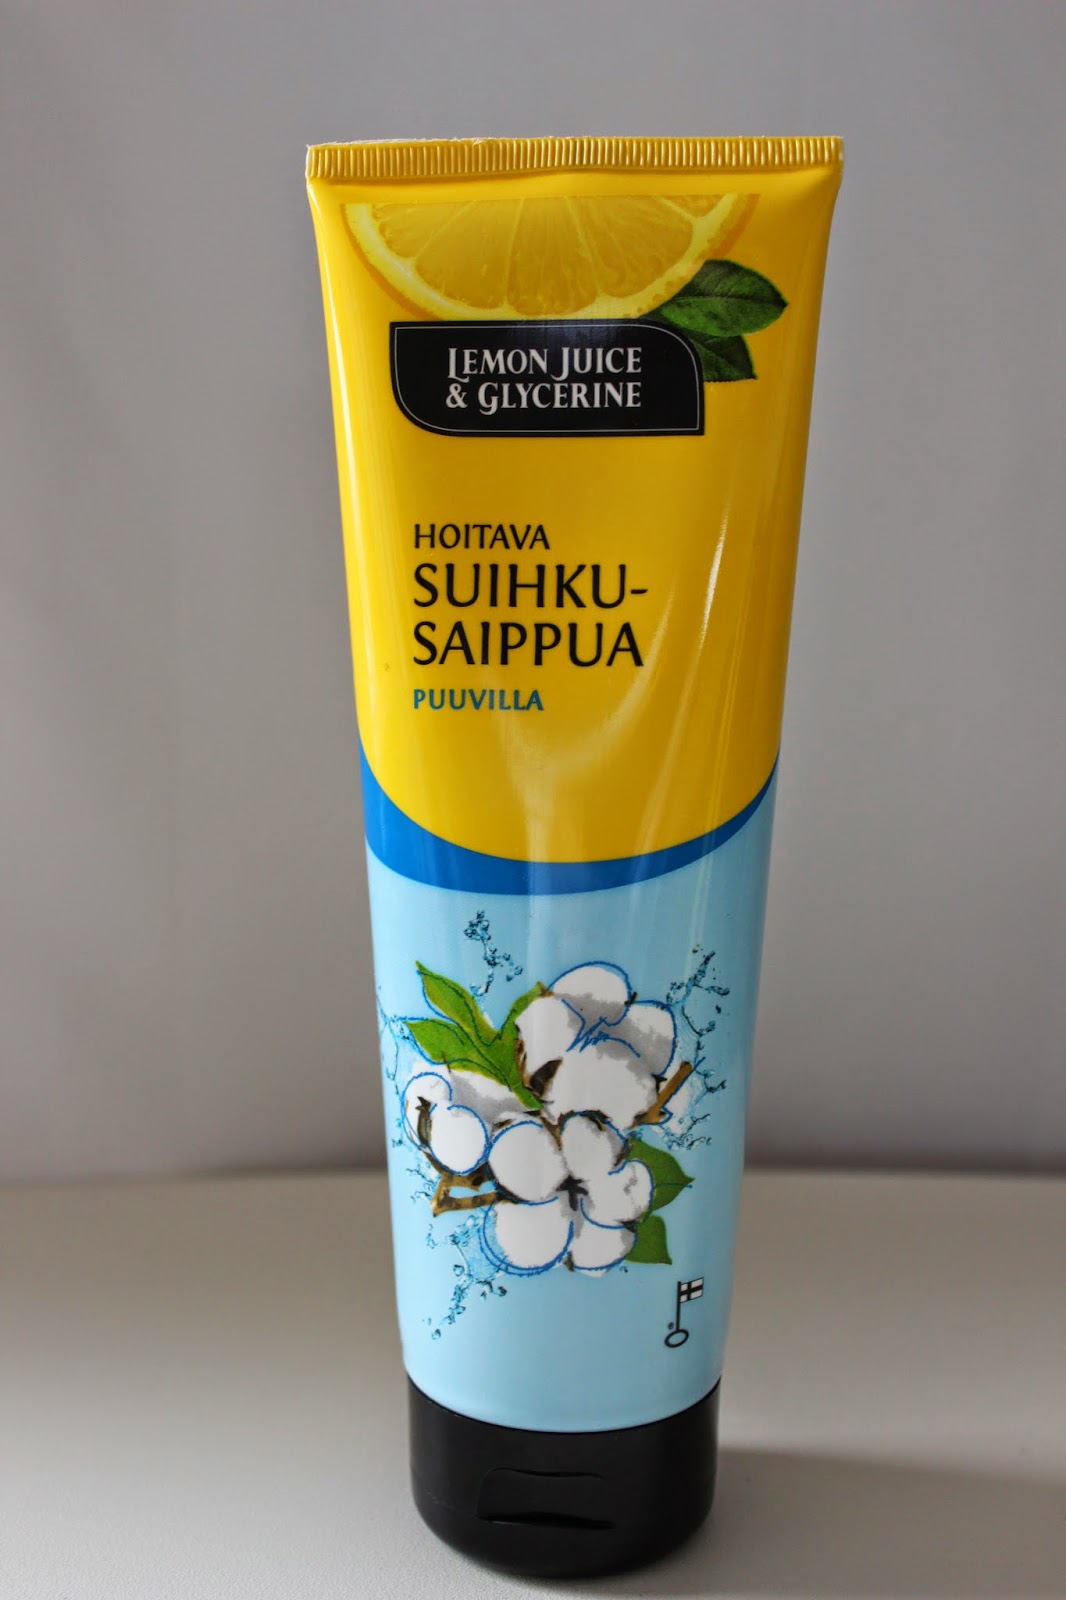 LEMON JUICE
& GLYCERINE
HOITAVA
SUIHKU-
SAIPPUA
PUUVILLA